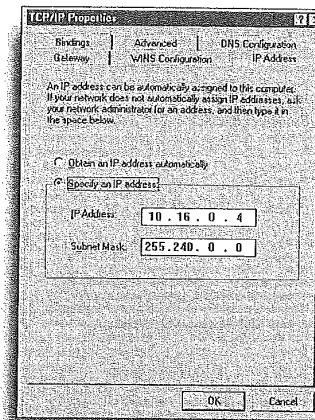 TCP/IP Properties ? X
Bindings Advanced DNS Configuration
Gateway WINS Configuration IP Address
An IP address can be automatically assigned to this computer.
If your network does not automatically assign IP addresses, ask
your network administrator for an address, and then type it in
the space below.
Obtain an IP address automatically
Specify an IP address:
IP Address: 10 . 16 . 0 . 4
Subnet Mask: 255 . 240 . 0 . 0
OK Cancel